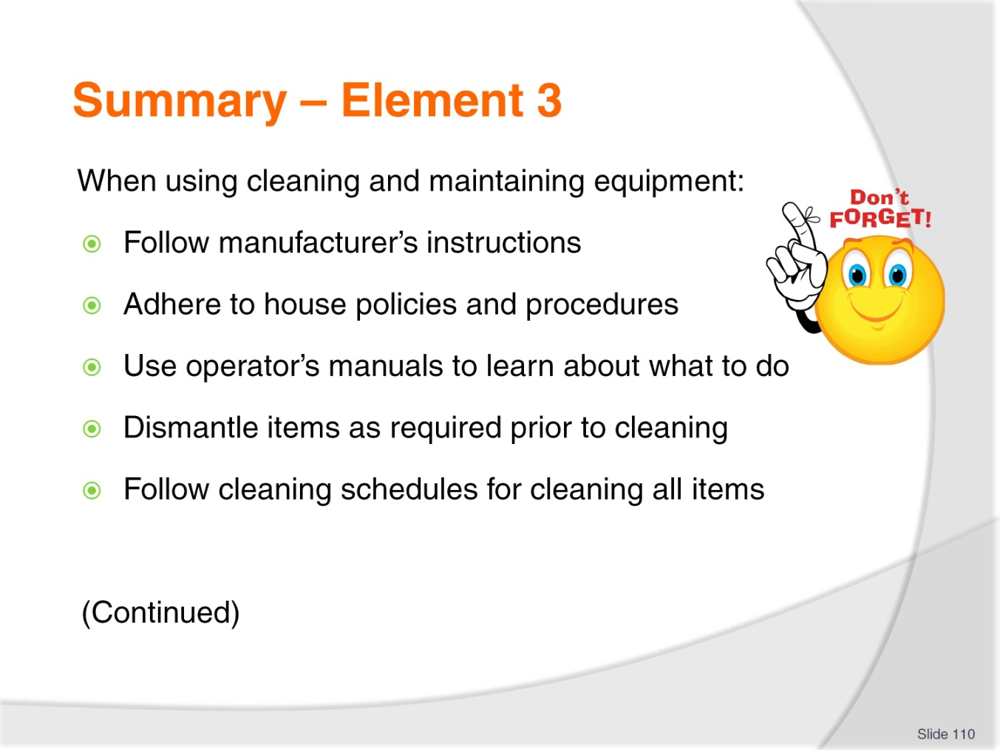 Summary – Element 3
When using cleaning and maintaining equipment:
Follow manufacturer’s instructions
Adhere to house policies and procedures
Use operator’s manuals to learn about what to do
Dismantle items as required prior to cleaning
Follow cleaning schedules for cleaning all items
Don’t
FORGET!
(Continued)
Slide 110